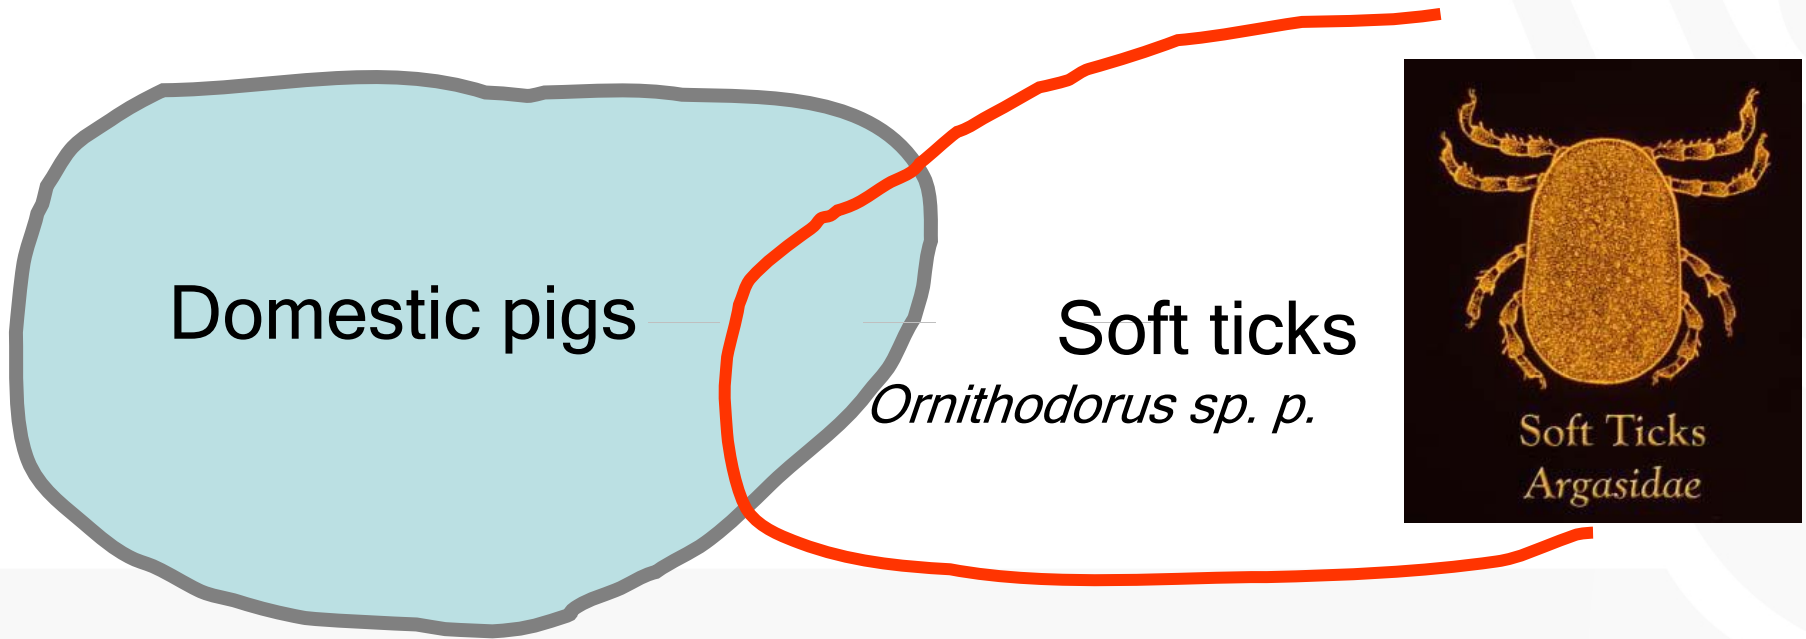 Domestic pigs
Soft ticks
Ornithodorus sp. p.
Soft Ticks
Argasidae